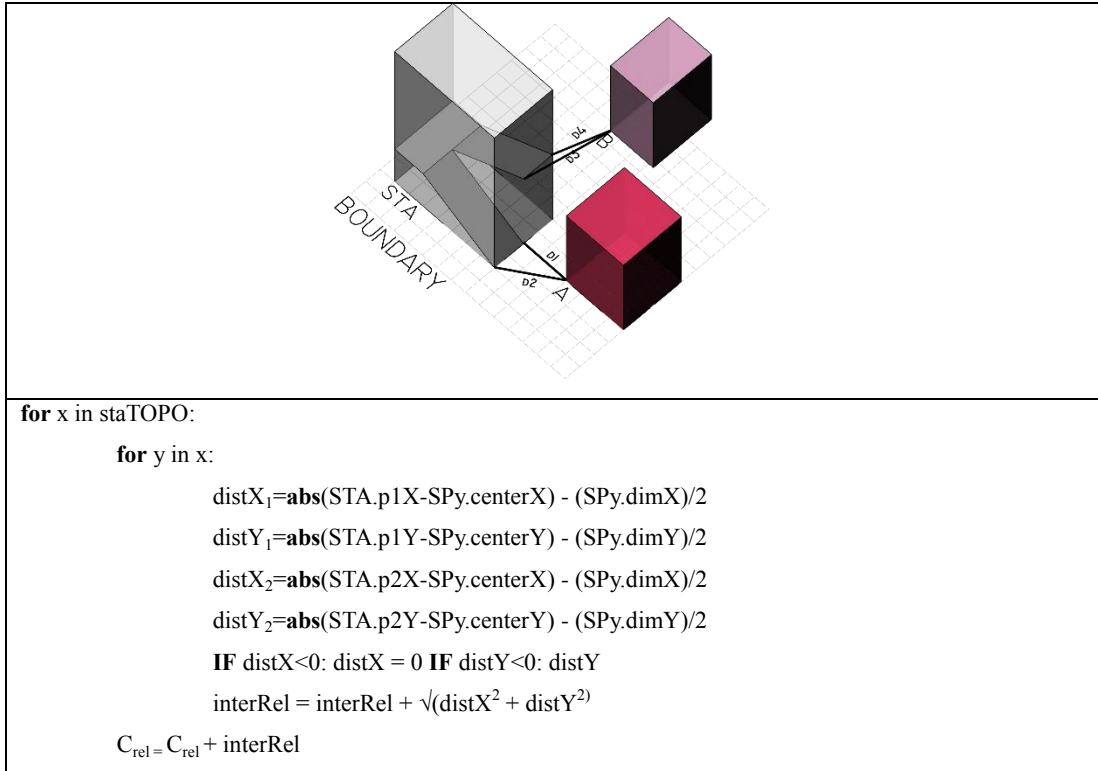 D4
B
D3
STA
BOUNDARY
D1
D2
A
for x in staTOPO:
for y in x:
distX₁=abs(STA.p1X-SPy.centerX) - (SPy.dimX)/2
distY₁=abs(STA.p1Y-SPy.centerY) - (SPy.dimY)/2
distX₂=abs(STA.p2X-SPy.centerX) - (SPy.dimX)/2
distY₂=abs(STA.p2Y-SPy.centerY) - (SPy.dimY)/2
IF distX<0: distX = 0 IF distY<0: distY
interRel = interRel + √(distX² + distY²⁾
C_rel = C_rel + interRel